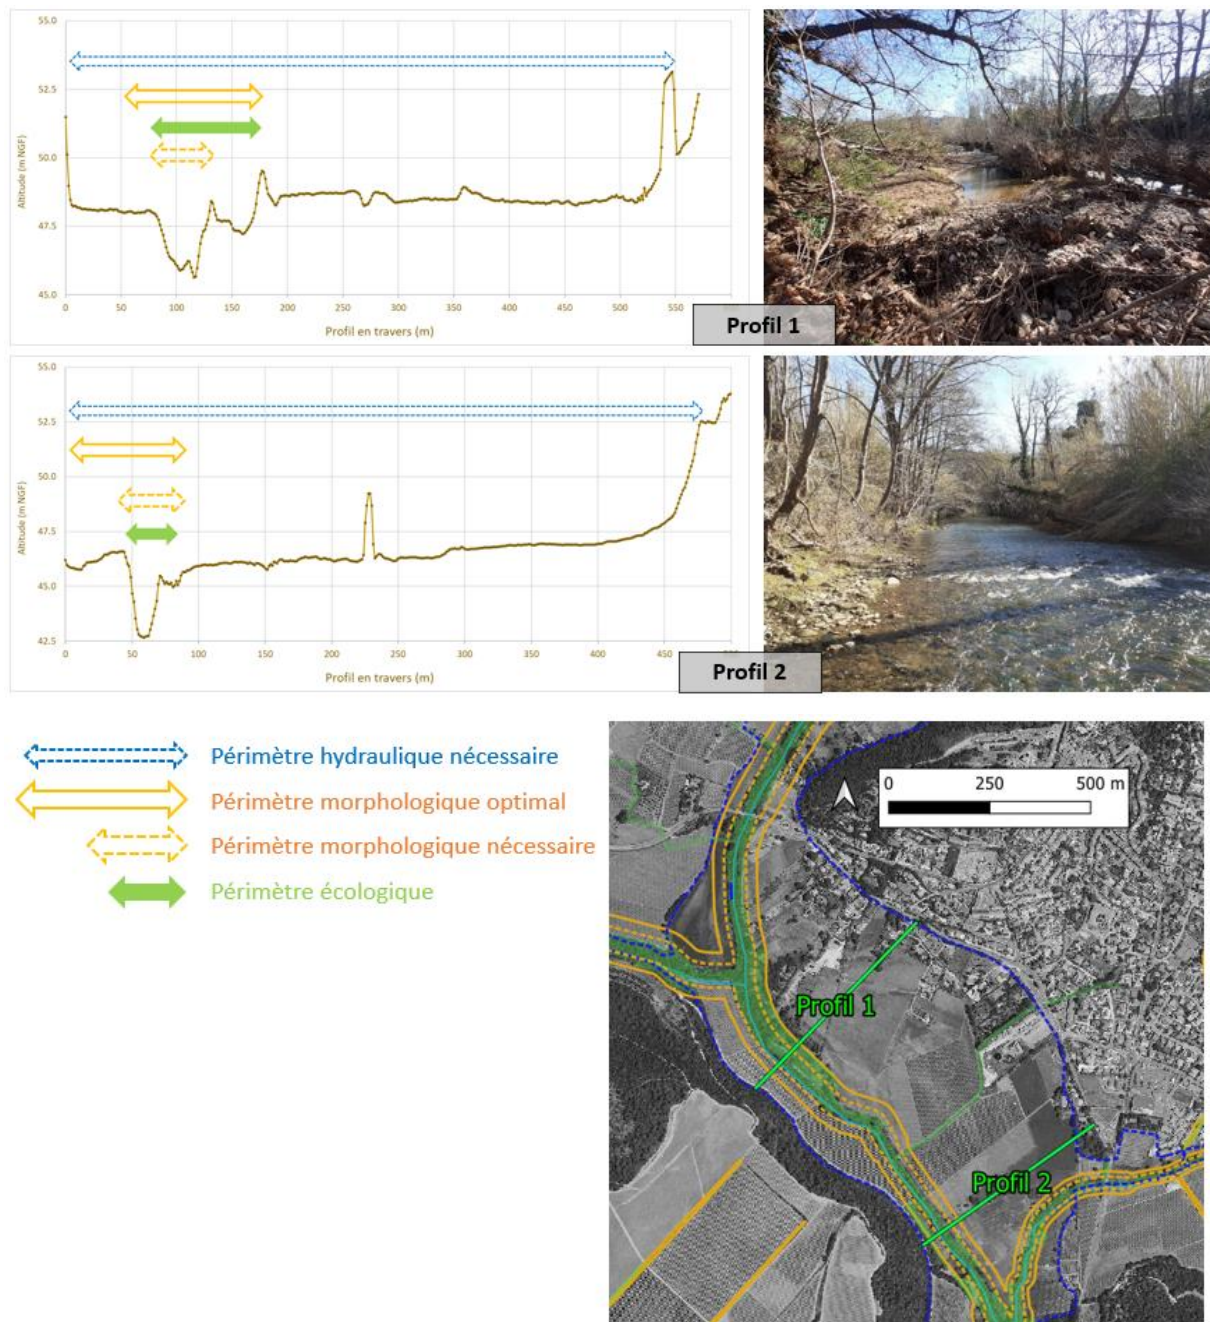 55.0
52.5
50.0
47.5
45.0
Altitude (m NGF)
0 50 100 150 200 250 300 350 400 450 500 550
Profil en travers (m)
Profil 1
55.0
52.5
50.0
47.5
45.0
42.5
Altitude (m NGF)
0 50 100 150 200 250 300 350 400 450
Profil en travers (m)
Profil 2
Périmètre hydraulique nécessaire
Périmètre morphologique optimal
Périmètre morphologique nécessaire
Périmètre écologique
0 250 500 m
Profil 1
Profil 2